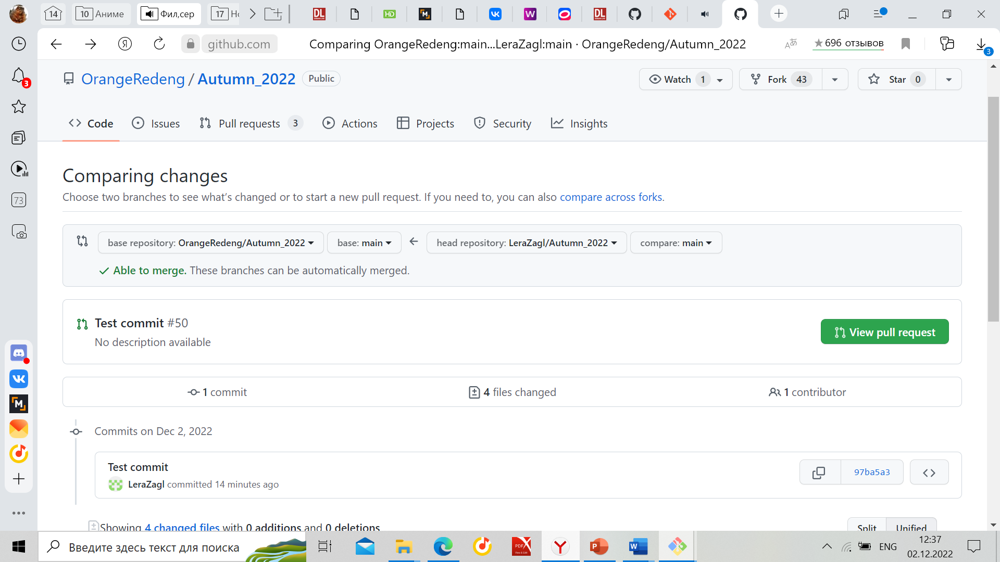 14
10 Аниме
Фил,сер
17
DL
HD
M
W
DL
github.com
Comparing OrangeRedeng:main...LeraZagl:main · OrangeRedeng/Autumn_2022
696 отзывов
3
3
73
OrangeRedeng / Autumn_2022 Public
Watch 1
Fork 43
Star 0
Code
Issues
Pull requests 3
Actions
Projects
Security
Insights
Comparing changes
Choose two branches to see what's changed or to start a new pull request. If you need to, you can also compare across forks.
base repository: OrangeRedeng/Autumn_2022
base: main
head repository: LeraZagl/Autumn_2022
compare: main
Able to merge. These branches can be automatically merged.
Test commit #50
No description available
View pull request
1 commit
4 files changed
1 contributor
Commits on Dec 2, 2022
Test commit
LeraZagl committed 14 minutes ago
97ba5a3
Showing 4 changed files with 0 additions and 0 deletions
Split
Unified
Введите здесь текст для поиска
PDF
ENG
12:37
02.12.2022